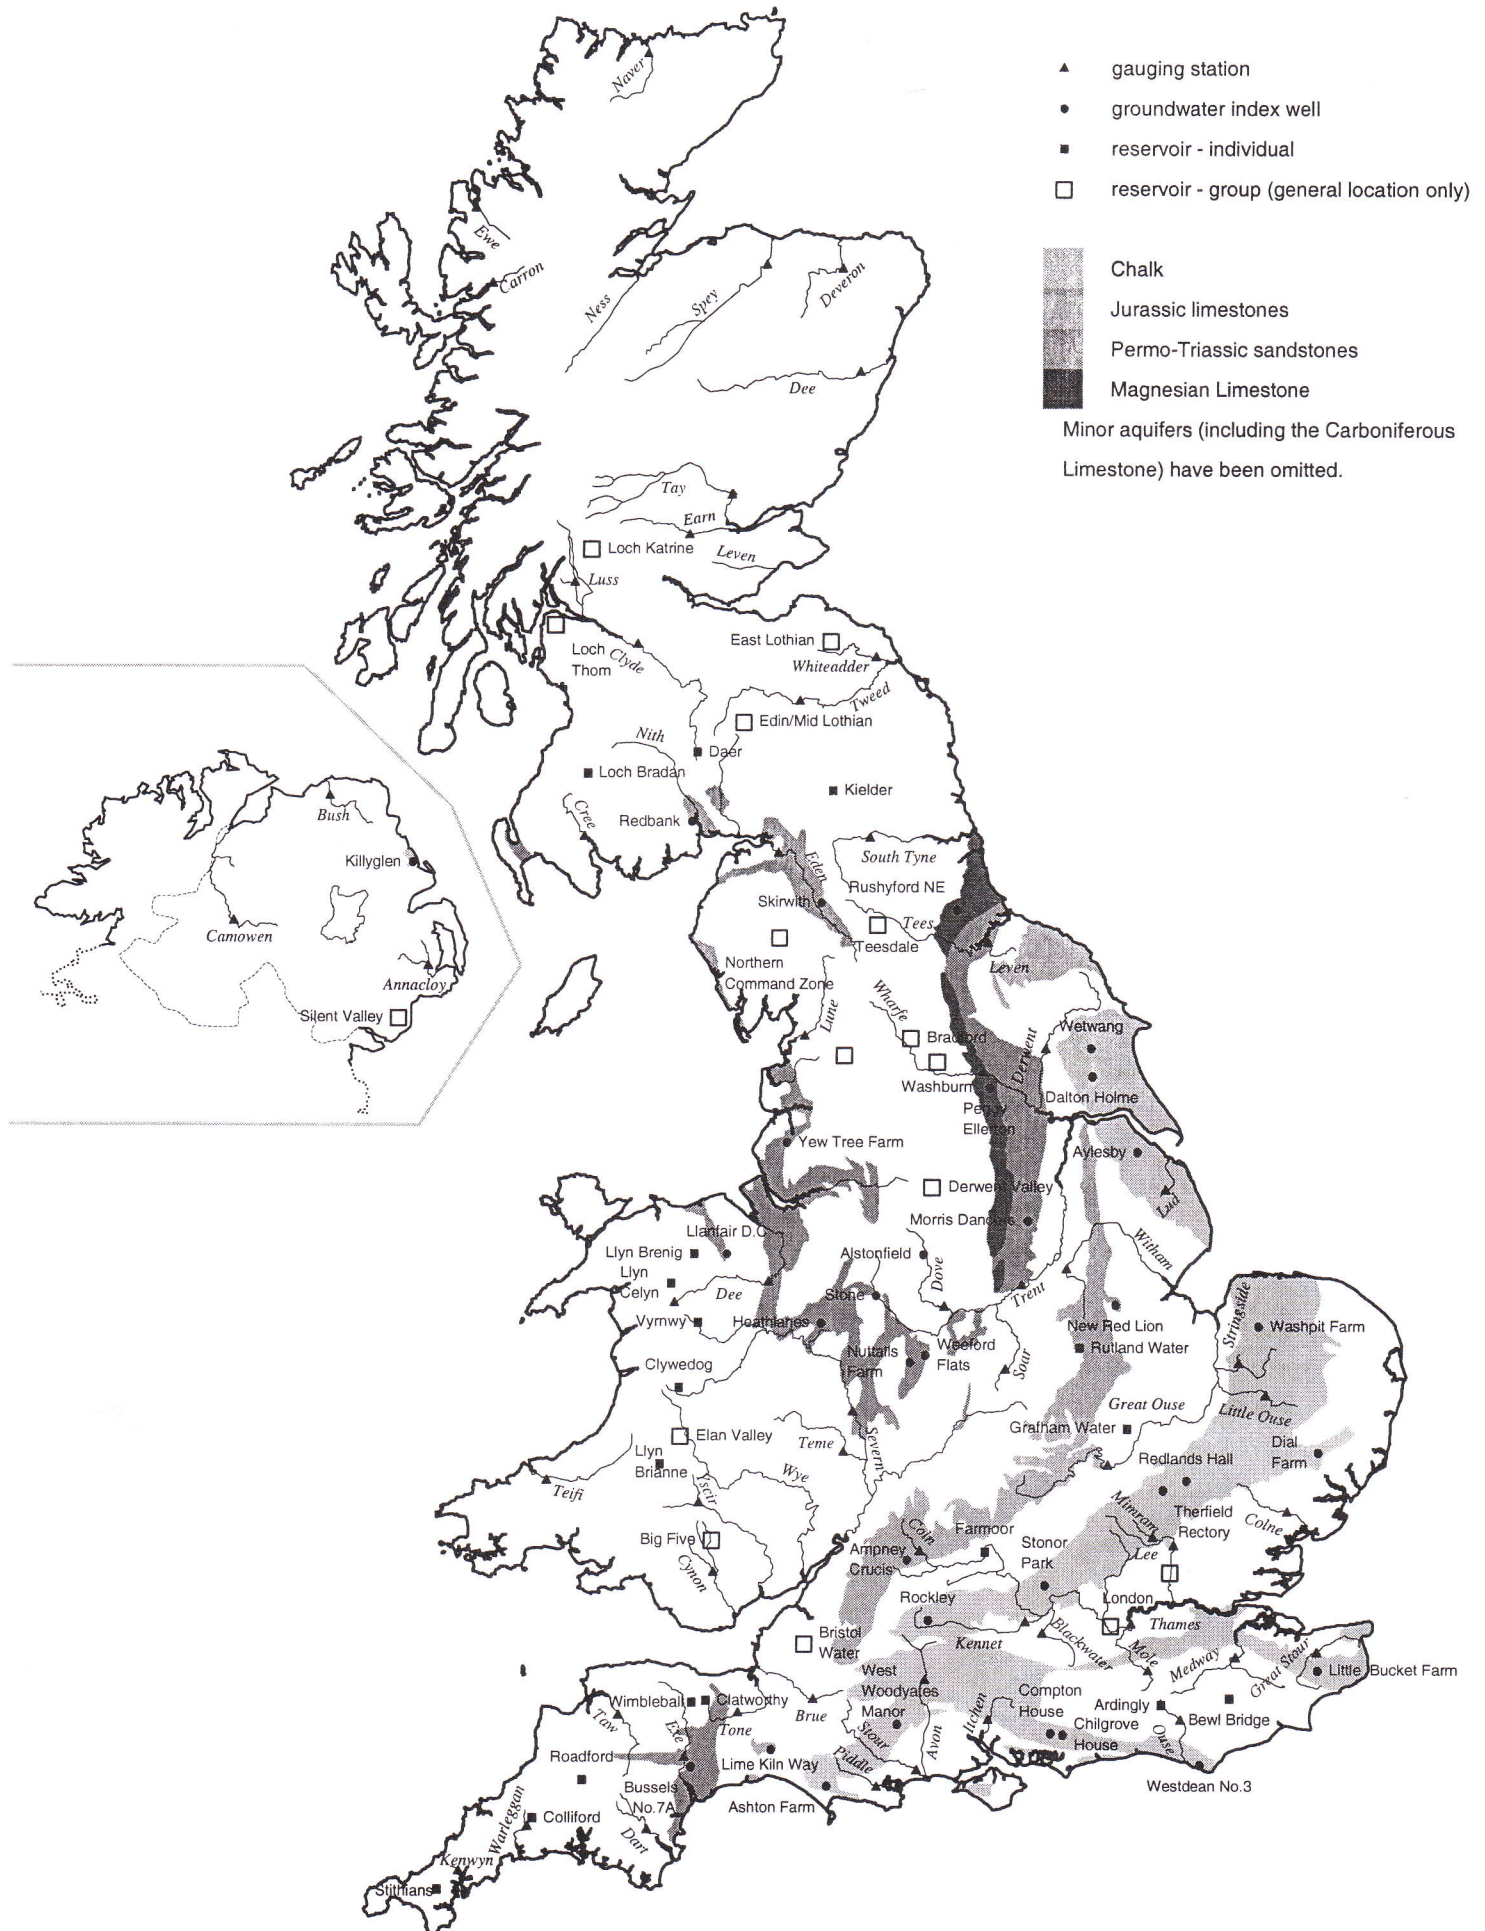 gauging station
groundwater index well
reservoir - individual
reservoir - group (general location only)
Chalk
Jurassic limestones
Permo-Triassic sandstones
Magnesian Limestone
Minor aquifers (including the Carboniferous
Limestone) have been omitted.
Naver
Ewe
Carron
Ness
Spey
Deveron
Dee
Tay
Earn
Loch Katrine
Leven
Luss
East Lothian
Loch
Thom
Clyde
Whiteadder
Tweed
Edin/Mid Lothian
Nith
Daer
Loch Bradan
Kielder
Cree
Redbank
Bush
Killyglen
Camowen
Annacloy
Silent Valley
South Tyne
Eden
Rushyford NE
Skirwith
Tees
Teesdale
Northern
Command Zone
Leven
Lune
Wharfe
Bradford
Derwent
Wetwang
Washburn
Dalton Holme
Peggy
Ellerton
Yew Tree Farm
Aylesby
Derwent Valley
Lud
Morris Dancers
Llanfair D.C
Llyn Brenig
Llyn
Celyn
Alstonfield
Witham
Dee
Dove
Stone
Trent
Vyrnwy
Heathlanes
New Red Lion
Stringside
Washpit Farm
Rutland Water
Nuttalls
Farm
Weeford
Flats
Soar
Clywedog
Great Ouse
Little Ouse
Grafham Water
Elan Valley
Teme
Severn
Dial
Farm
Llyn
Brianne
Redlands Hall
Teifi
Yscir
Wye
Mimram
Therfield
Rectory
Colne
Big Five
Cynon
Coln
Farmoor
Ampney
Crucis
Stonor
Park
Lee
Rockley
London
Thames
Bristol
Water
Kennet
Blackwater
Mole
Medway
Great Stour
Little Bucket Farm
West
Woodyates
Manor
Wimbleball
Clatworthy
Compton
House
Ardingly
Chilgrove
House
Bewl Bridge
Taw
Exe
Tone
Brue
Stour
Avon
Itchen
Ouse
Roadford
Lime Kiln Way
Piddle
Bussels
No.7A
Ashton Farm
Westdean No.3
Warleggan
Colliford
Dart
Kenwyn
Stithians